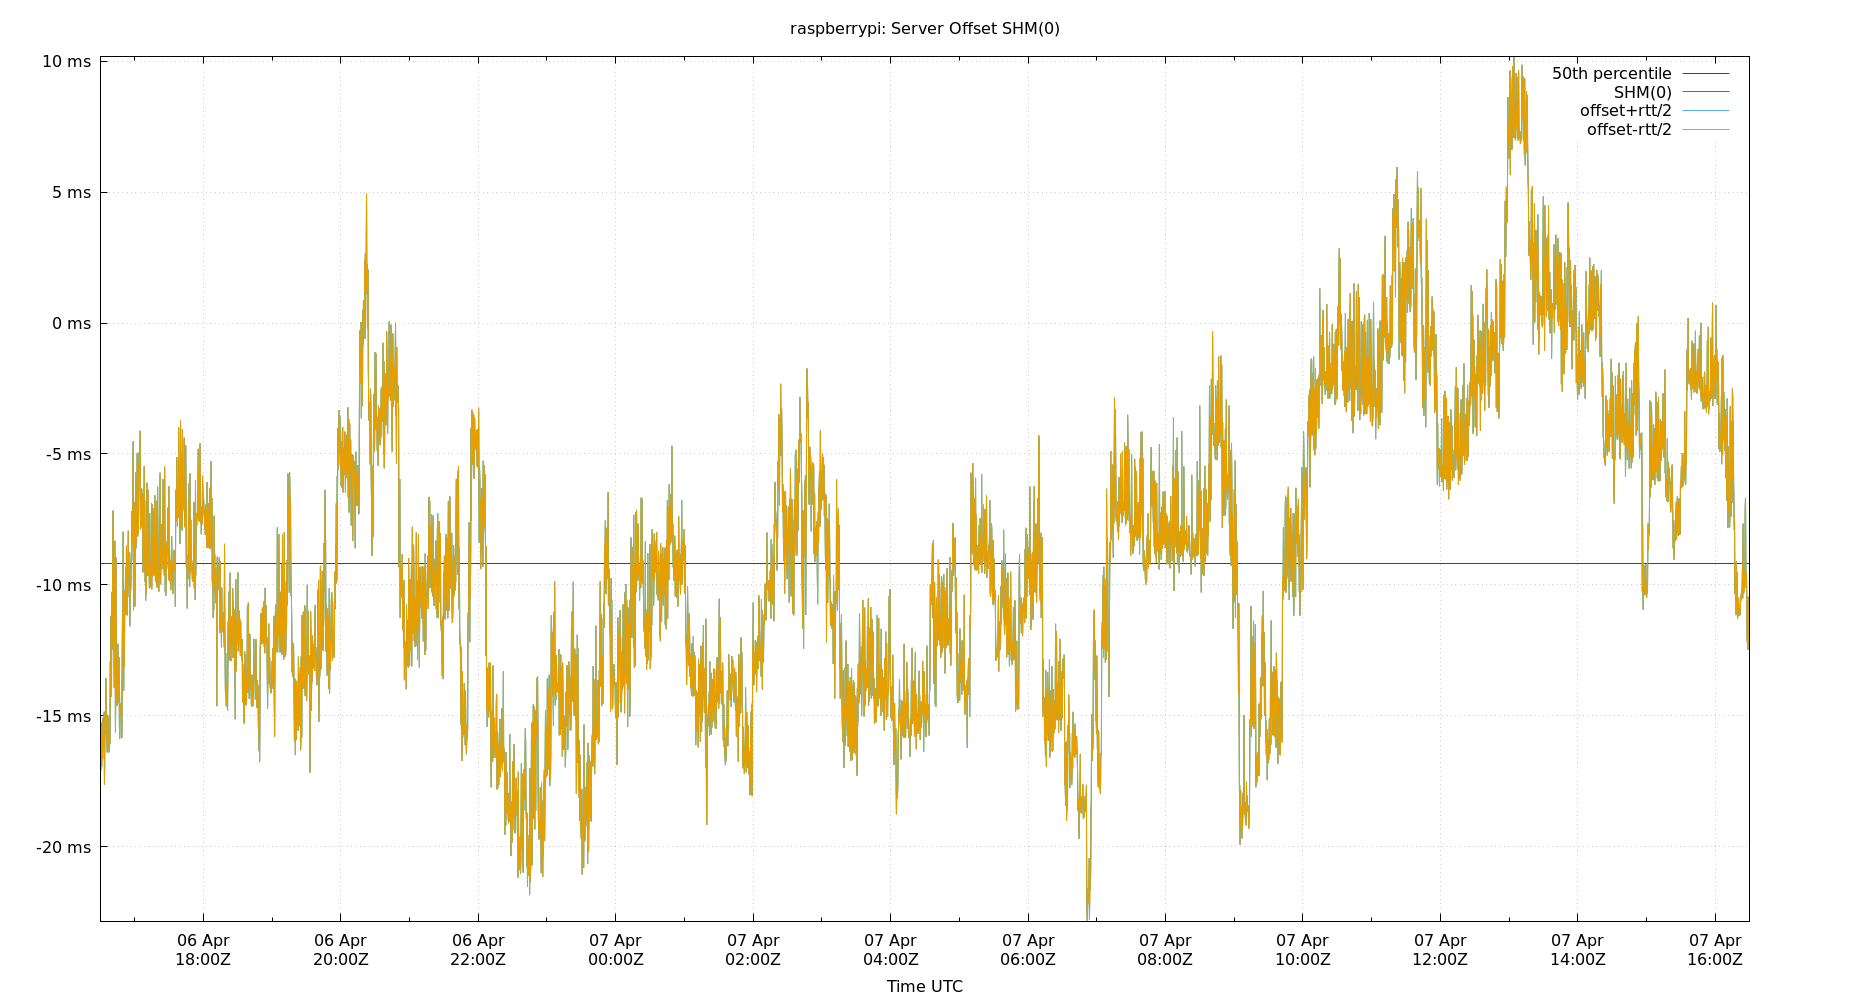 raspberrypi: Server Offset SHM(0)
10 ms
5 ms
0 ms
-5 ms
-10 ms
-15 ms
-20 ms
50th percentile
SHM(0)
offset+rtt/2
offset-rtt/2
06 Apr 06 Apr 06 Apr 07 Apr 07 Apr 07 Apr 07 Apr 07 Apr 07 Apr 07 Apr 07 Apr 07 Apr
18:00Z 20:00Z 22:00Z 00:00Z 02:00Z 04:00Z 06:00Z 08:00Z 10:00Z 12:00Z 14:00Z 16:00Z
Time UTC